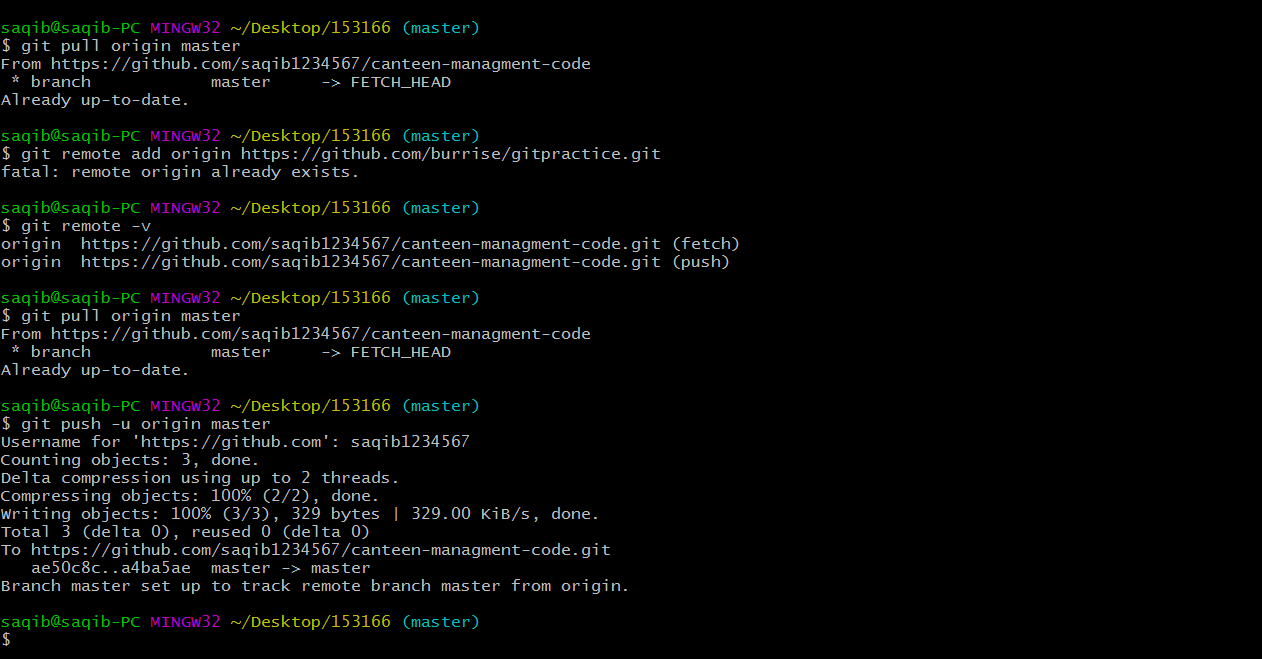 saqib@saqib-PC MINGW32 ~/Desktop/153166 (master)
$ git pull origin master
From https://github.com/saqib1234567/canteen-managment-code
 * branch            master     -> FETCH_HEAD
Already up-to-date.

saqib@saqib-PC MINGW32 ~/Desktop/153166 (master)
$ git remote add origin https://github.com/burrise/gitpractice.git
fatal: remote origin already exists.

saqib@saqib-PC MINGW32 ~/Desktop/153166 (master)
$ git remote -v
origin  https://github.com/saqib1234567/canteen-managment-code.git (fetch)
origin  https://github.com/saqib1234567/canteen-managment-code.git (push)

saqib@saqib-PC MINGW32 ~/Desktop/153166 (master)
$ git pull origin master
From https://github.com/saqib1234567/canteen-managment-code
 * branch            master     -> FETCH_HEAD
Already up-to-date.

saqib@saqib-PC MINGW32 ~/Desktop/153166 (master)
$ git push -u origin master
Username for 'https://github.com': saqib1234567
Counting objects: 3, done.
Delta compression using up to 2 threads.
Compressing objects: 100% (2/2), done.
Writing objects: 100% (3/3), 329 bytes | 329.00 KiB/s, done.
Total 3 (delta 0), reused 0 (delta 0)
To https://github.com/saqib1234567/canteen-managment-code.git
   ae50c8c..a4ba5ae  master -> master
Branch master set up to track remote branch master from origin.

saqib@saqib-PC MINGW32 ~/Desktop/153166 (master)
$